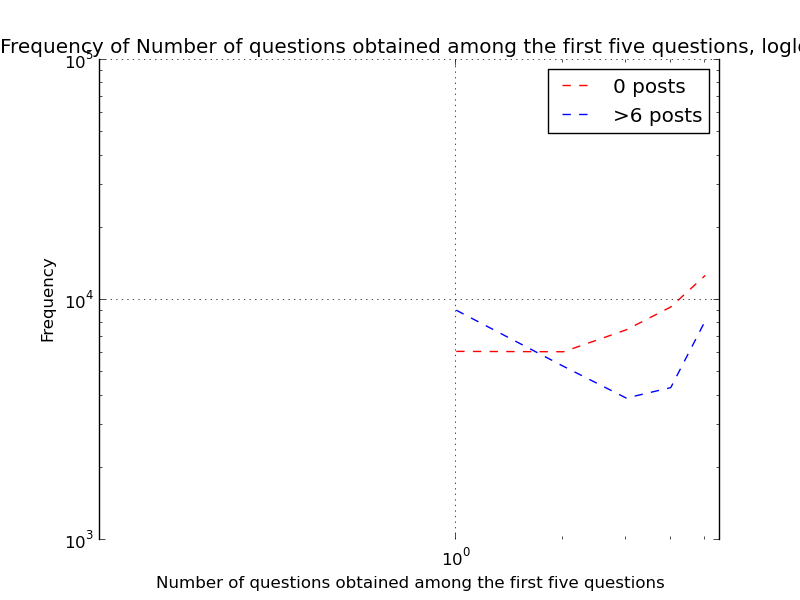 Frequency of Number of questions obtained among the first five questions,
10^5
0 posts
>6 posts
Frequency
10^4
10^3
10^0
Number of questions obtained among the first five questions